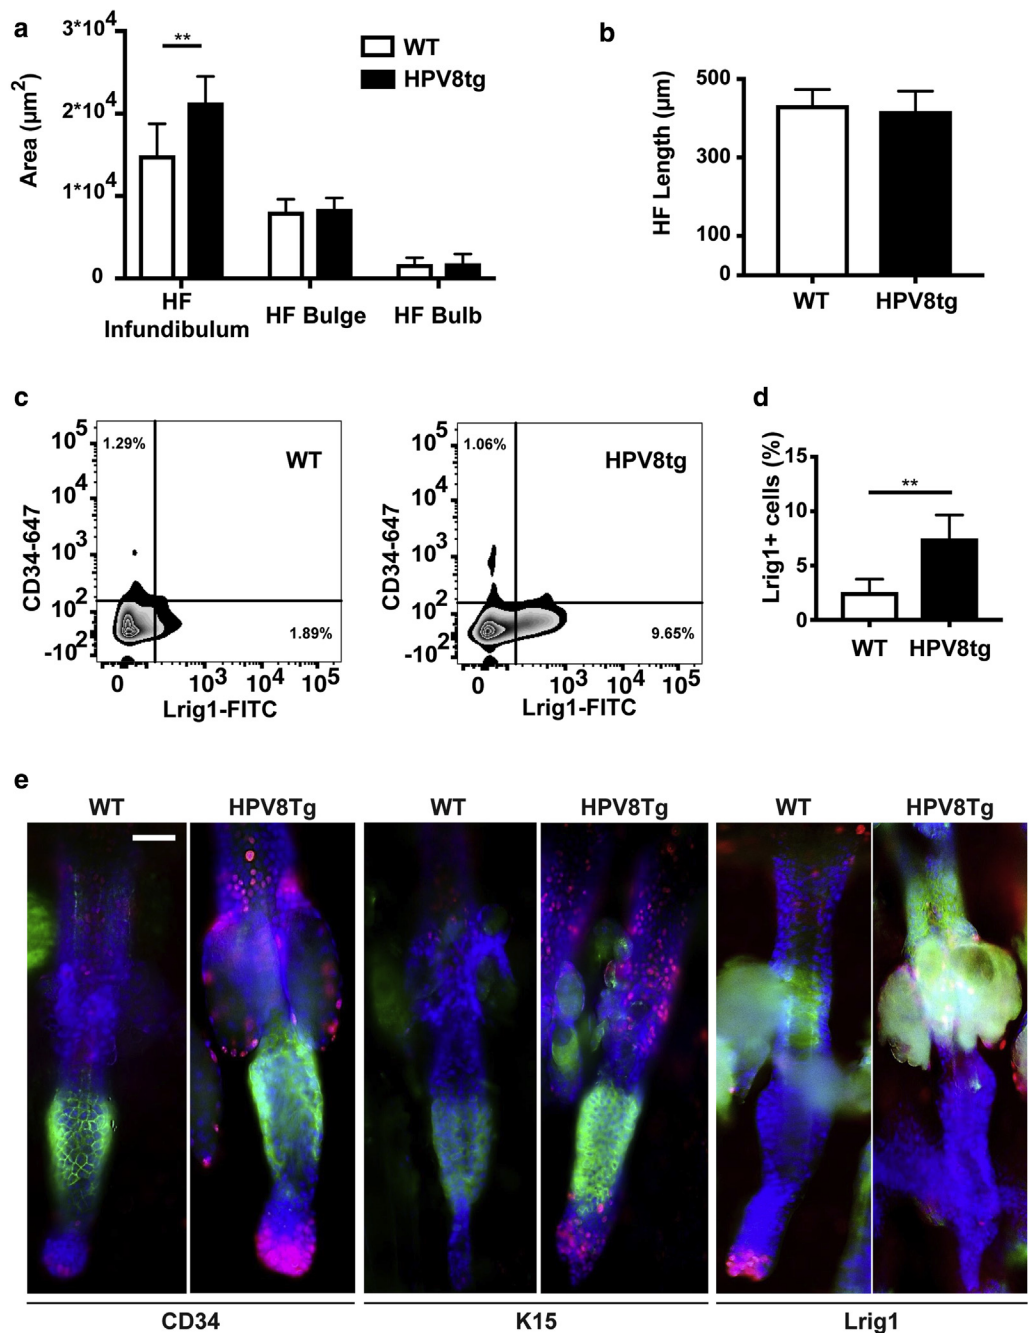 a
3*10^4
2*10^4
1*10^4
0
Area (µm^2)
**
WT
HPV8tg
HF Infundibulum
HF Bulge
HF Bulb
b
500
300
100
0
HF Length (µm)
WT
HPV8tg
c
10^5
10^4
10^3
10^2
-10^2
CD34-647
1.29%
WT
1.89%
0
10^3
10^4
10^5
Lrig1-FITC
10^5
10^4
10^3
10^2
-10^2
CD34-647
1.06%
HPV8tg
9.65%
0
10^3
10^4
10^5
Lrig1-FITC
d
15
10
5
0
Lrig1+ cells (%)
**
WT
HPV8tg
e
WT
HPV8Tg
WT
HPV8Tg
WT
HPV8Tg
CD34
K15
Lrig1